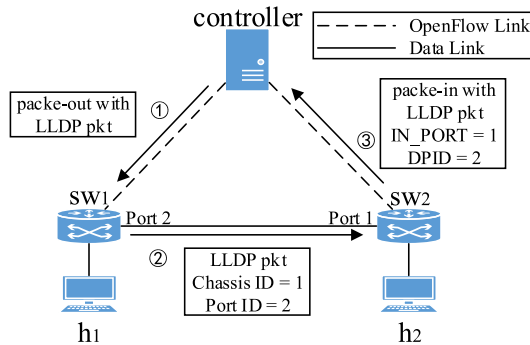 controller
OpenFlow Link
Data Link
packe-out with
LLDP pkt
①
packe-in with
LLDP pkt
IN_PORT = 1
DPID = 2
③
SW1
SW2
Port 2
Port 1
②
LLDP pkt
Chassis ID = 1
Port ID = 2
h1
h2